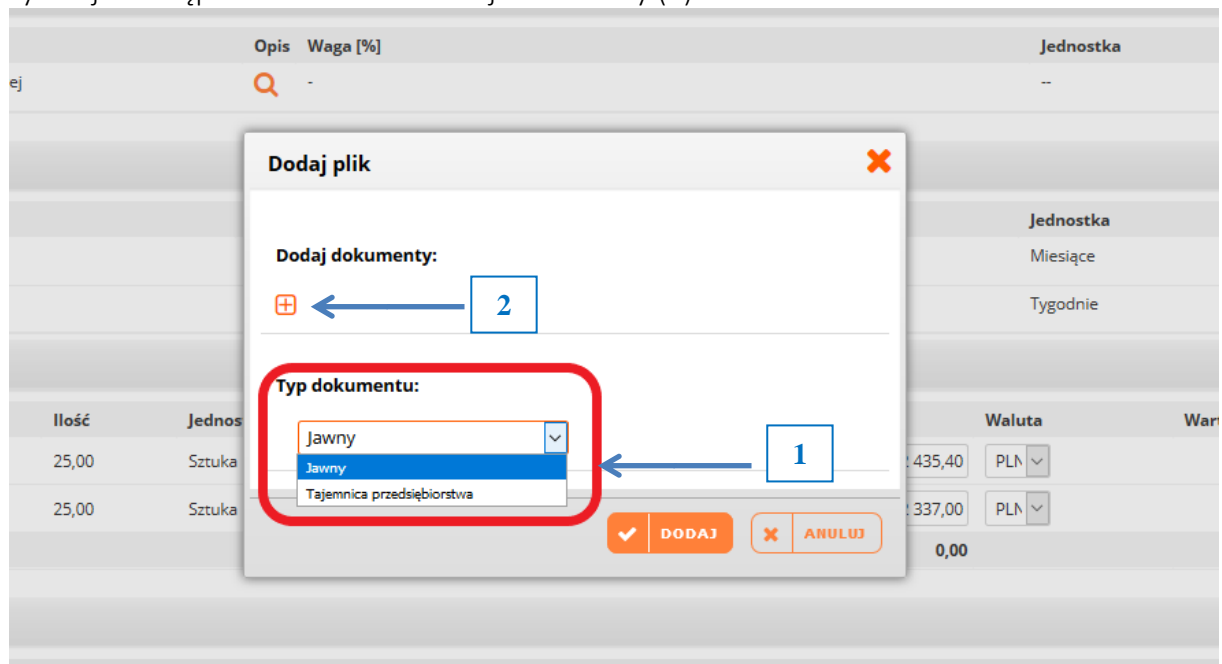 Opis Waga [%] Jednostka
ej - --
Dodaj plik
Jednostka
Dodaj dokumenty: Miesiące
2 Tygodnie
Typ dokumentu:
Ilość Jednos Waluta War
Jawny
25,00 Sztuka Jawny 1 435,40 PLN
Tajemnica przedsiębiorstwa
25,00 Sztuka 337,00 PLN
DODAJ ANULUJ
0,00